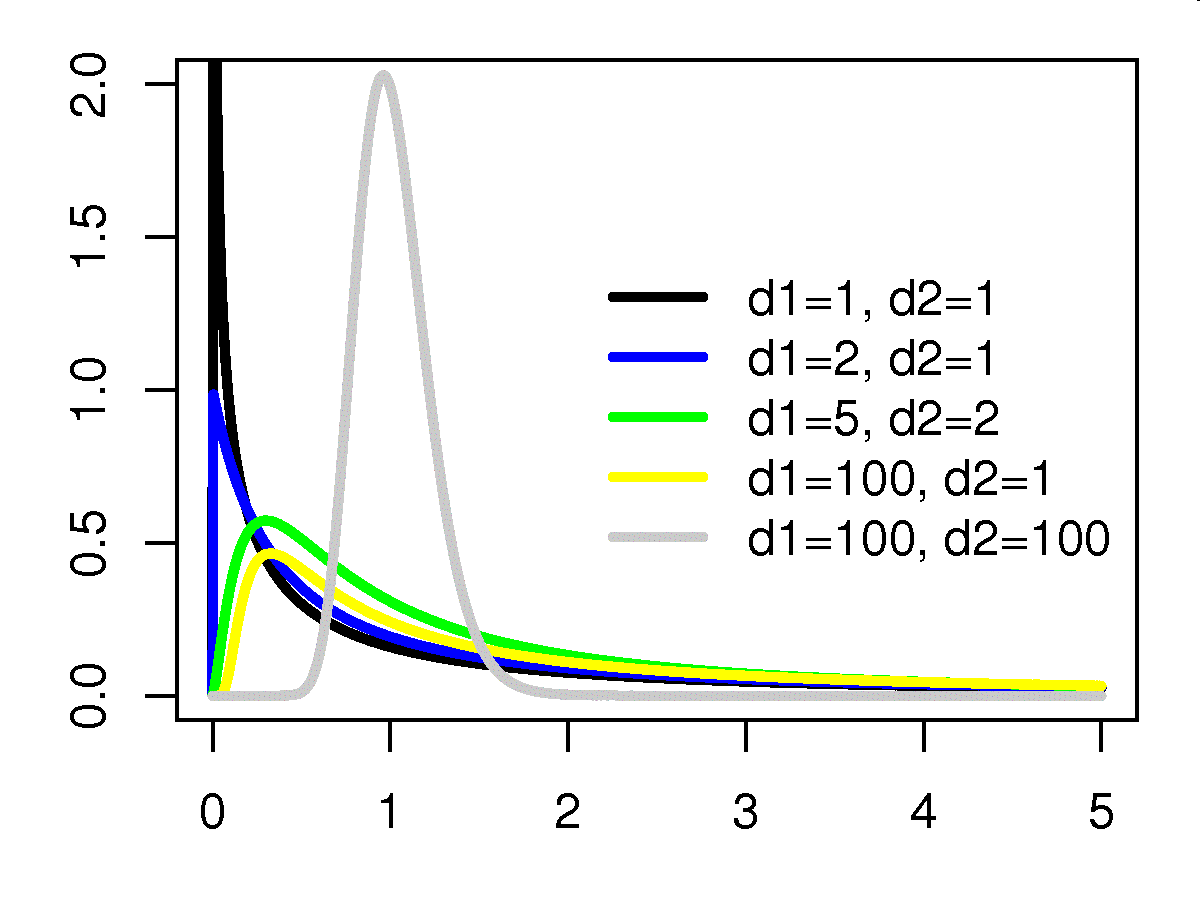 2.0
1.5
1.0
0.5
0.0
d1=1, d2=1
d1=2, d2=1
d1=5, d2=2
d1=100, d2=1
d1=100, d2=100
0 1 2 3 4 5